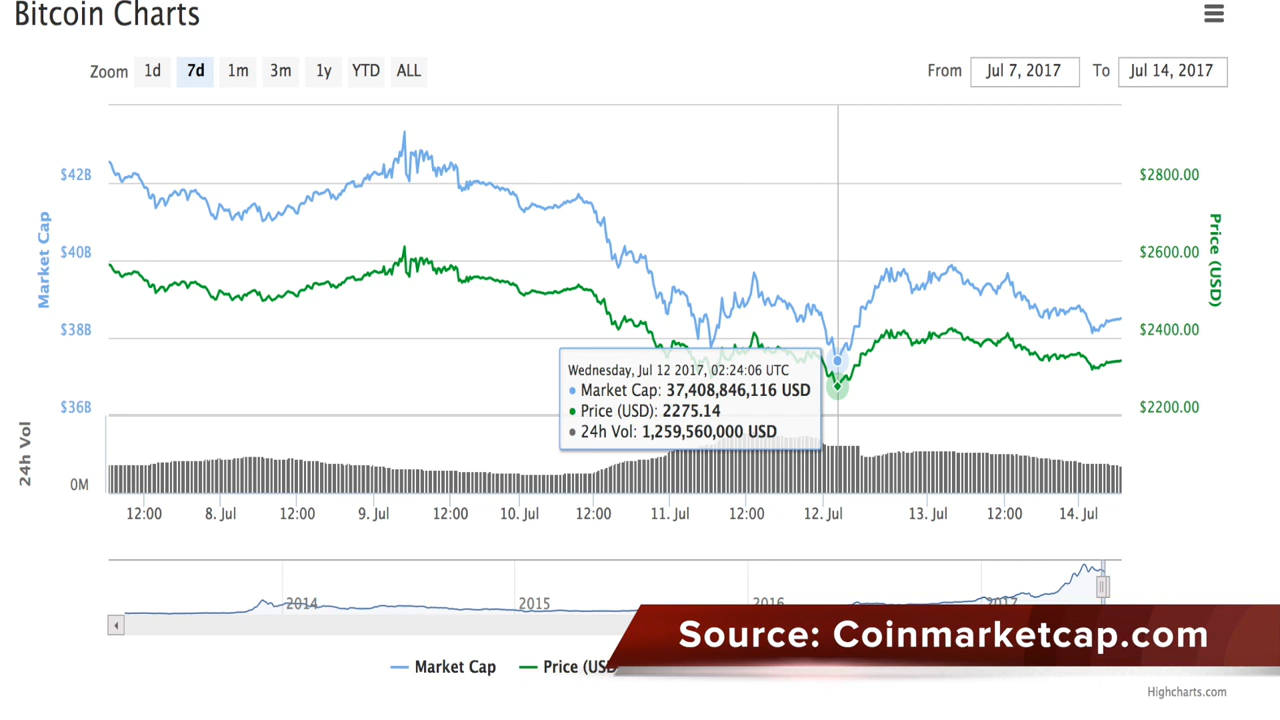 Bitcoin Charts
Zoom 1d 7d 1m 3m 1y YTD ALL From Jul 7, 2017 To Jul 14, 2017
$42B $2800.00
$40B $2600.00
$38B $2400.00
$36B $2200.00
0M
Market Cap
24h Vol
Price (USD)
Wednesday, Jul 12 2017, 02:24:06 UTC
Market Cap: 37,408,846,116 USD
Price (USD): 2275.14
24h Vol: 1,259,560,000 USD
12:00 8. Jul 12:00 9. Jul 12:00 10. Jul 12:00 11. Jul 12:00 12. Jul 13. Jul 12:00 14. Jul
2014 2015 2016 2017
Source: Coinmarketcap.com
Market Cap Price (USD
Highcharts.com